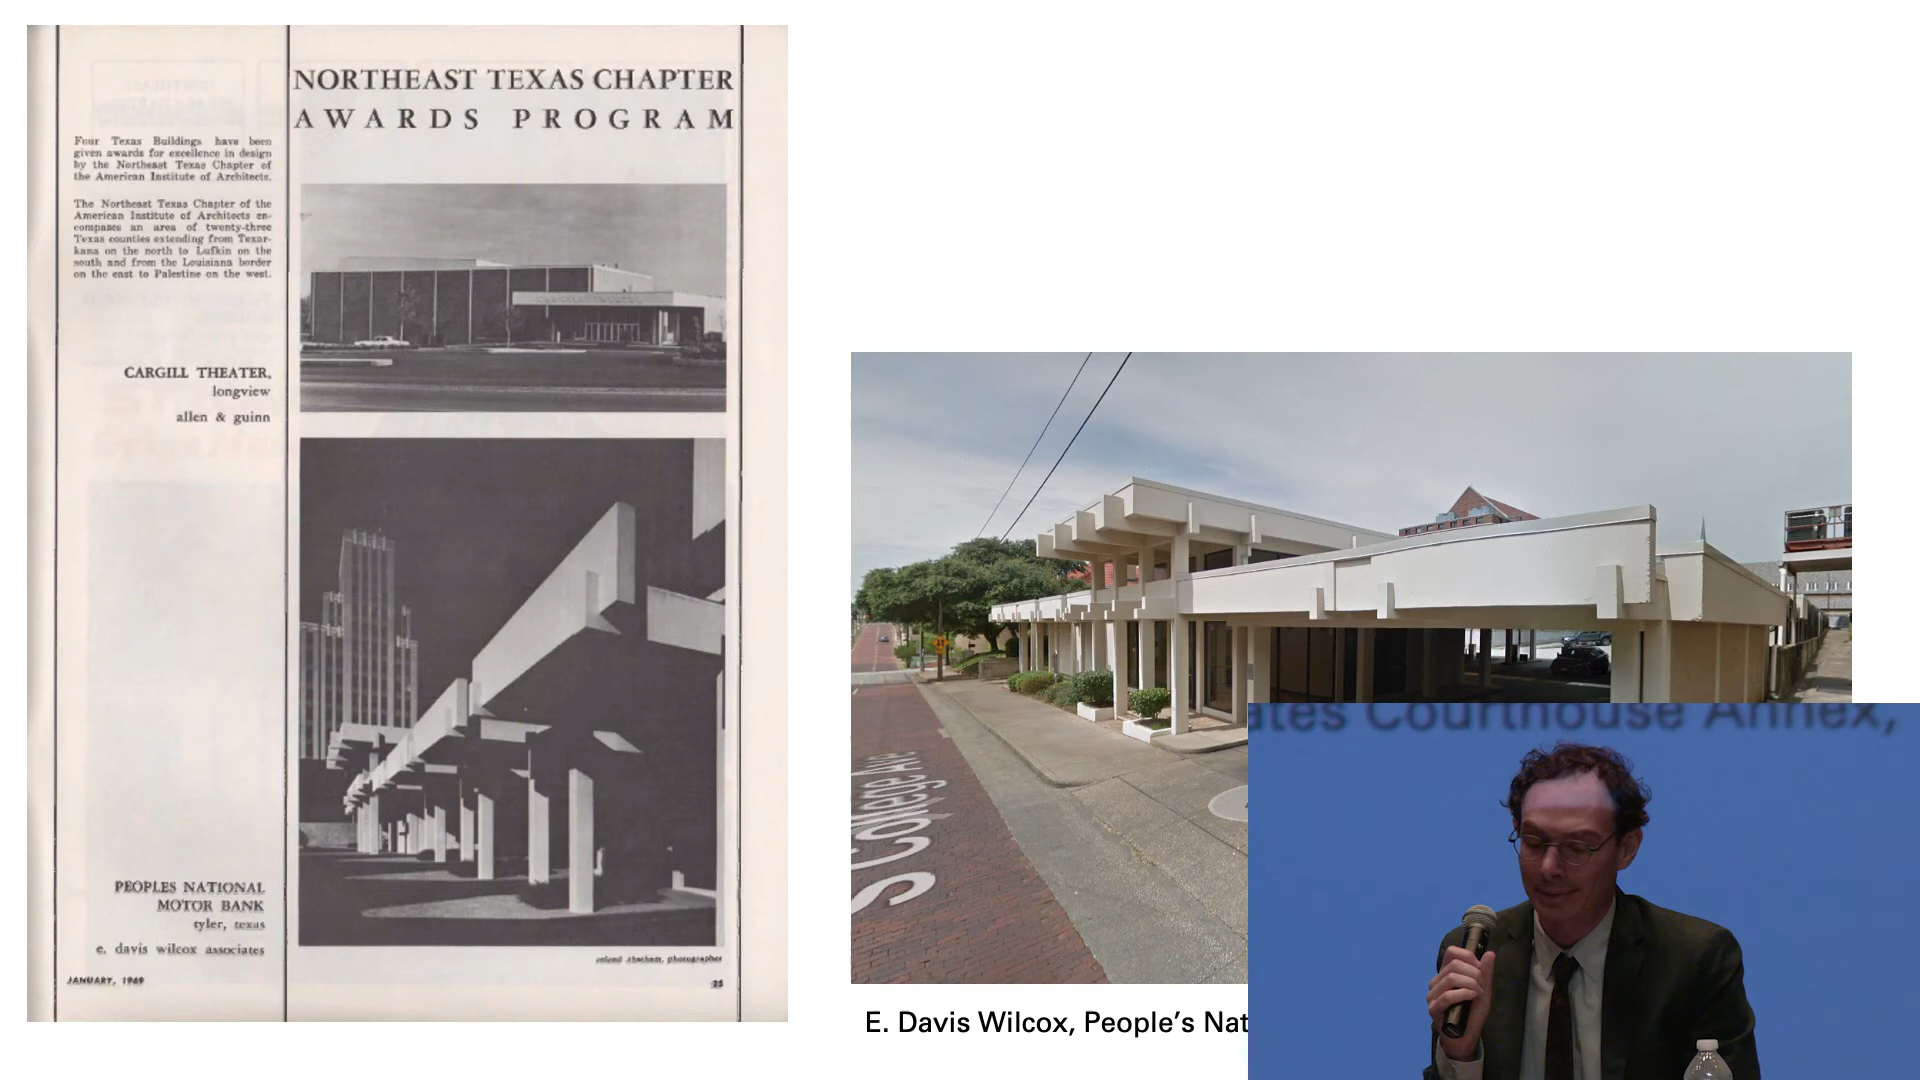 NORTHEAST TEXAS CHAPTER
AWARDS PROGRAM
Four Texas Buildings have been
given awards for excellence in design
by the Northeast Texas Chapter of
the American Institute of Architects.
The Northeast Texas Chapter of the
American Institute of Architects en-
compases an area of twenty-three
Texas counties extending from Texar-
kana on the north to Lufkin on the
south and from the Louisiana border
on the east to Palestine on the west.
CARGILL THEATER,
longview
allen & guinn
PEOPLES NATIONAL
MOTOR BANK
tyler, texas
e. davis wilcox associates
photographer
JANUARY, 1969
25
S College Ave
E. Davis Wilcox, People's Nat
ates Courthouse Annex,